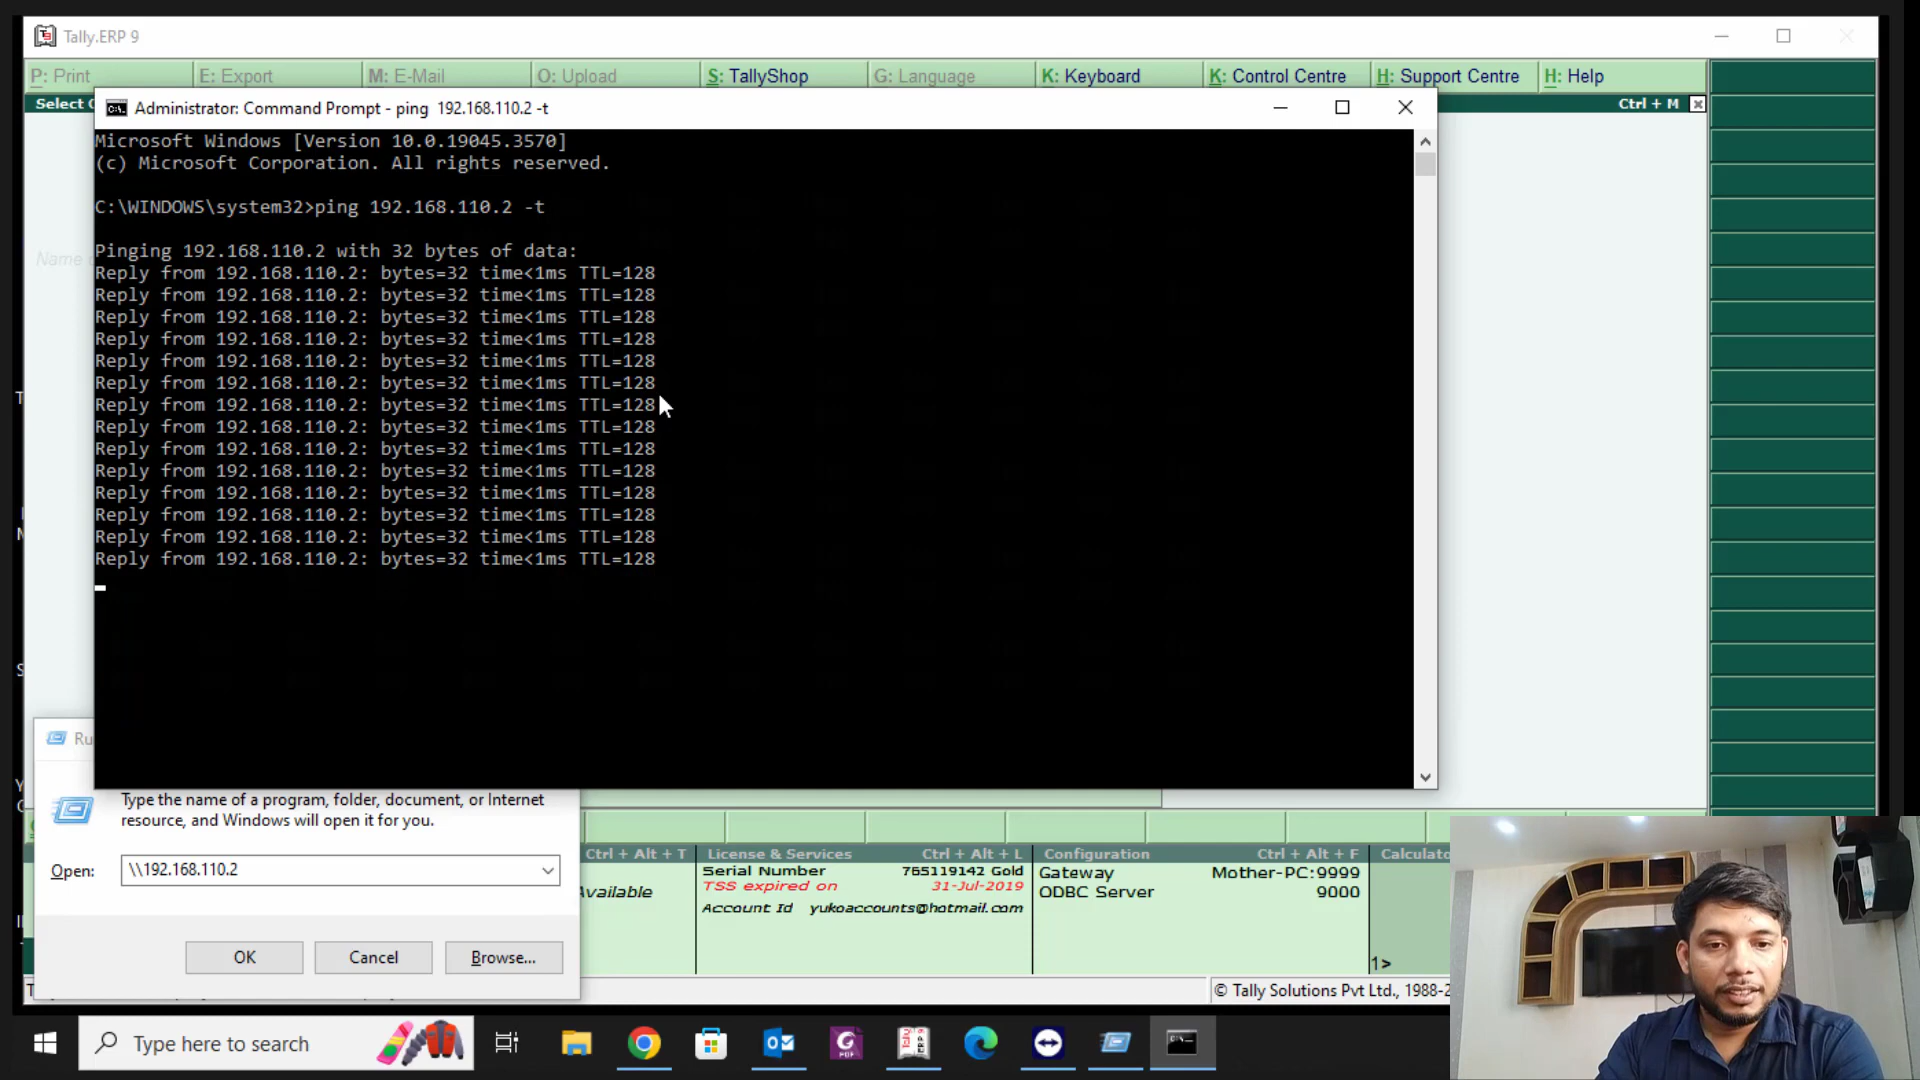 Tally.ERP 9
P: Print
E: Export
M: E-Mail
O: Upload
S: TallyShop
G: Language
K: Keyboard
K: Control Centre
H: Support Centre
H: Help
Select
Ctrl + M
Administrator: Command Prompt - ping 192.168.110.2 -t
Microsoft Windows [Version 10.0.19045.3570]
(c) Microsoft Corporation. All rights reserved.
C:\WINDOWS\system32>ping 192.168.110.2 -t
Name
Pinging 192.168.110.2 with 32 bytes of data:
Reply from 192.168.110.2: bytes=32 time<1ms TTL=128
Reply from 192.168.110.2: bytes=32 time<1ms TTL=128
Reply from 192.168.110.2: bytes=32 time<1ms TTL=128
Reply from 192.168.110.2: bytes=32 time<1ms TTL=128
Reply from 192.168.110.2: bytes=32 time<1ms TTL=128
Reply from 192.168.110.2: bytes=32 time<1ms TTL=128
Reply from 192.168.110.2: bytes=32 time<1ms TTL=128
Reply from 192.168.110.2: bytes=32 time<1ms TTL=128
Reply from 192.168.110.2: bytes=32 time<1ms TTL=128
Reply from 192.168.110.2: bytes=32 time<1ms TTL=128
Reply from 192.168.110.2: bytes=32 time<1ms TTL=128
Reply from 192.168.110.2: bytes=32 time<1ms TTL=128
Reply from 192.168.110.2: bytes=32 time<1ms TTL=128
Reply from 192.168.110.2: bytes=32 time<1ms TTL=128
Ru
Type the name of a program, folder, document, or Internet
resource, and Windows will open it for you.
Open:
\\192.168.110.2
OK
Cancel
Browse...
Ctrl + Alt + T
Available
License & Services
Ctrl + Alt + L
Serial Number
765119142 Gold
TSS expired on
31-Jul-2019
Account Id yukoaccounts@hotmail.com
Configuration
Ctrl + Alt + F
Gateway
Mother-PC:9999
ODBC Server
9000
Calculato
1>
© Tally Solutions Pvt Ltd., 1988-2
Type here to search